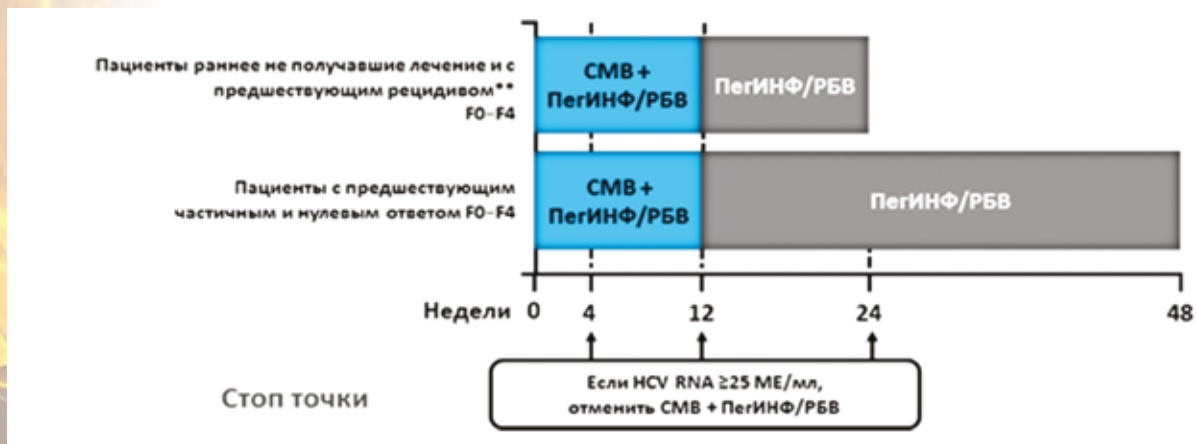 Пациенты раннее не получавшие лечение и с
предшествующим рецидивом**
F0-F4
СМВ +
ПегИНФ/РБВ
ПегИНФ/РБВ
Пациенты с предшествующим
частичным и нулевым ответом F0-F4
СМВ +
ПегИНФ/РБВ
ПегИНФ/РБВ
Недели 0 4 12 24 48
Стоп точки
Если HCV RNA ≥25 МЕ/мл,
отменить СМВ + ПегИНФ/РБВ